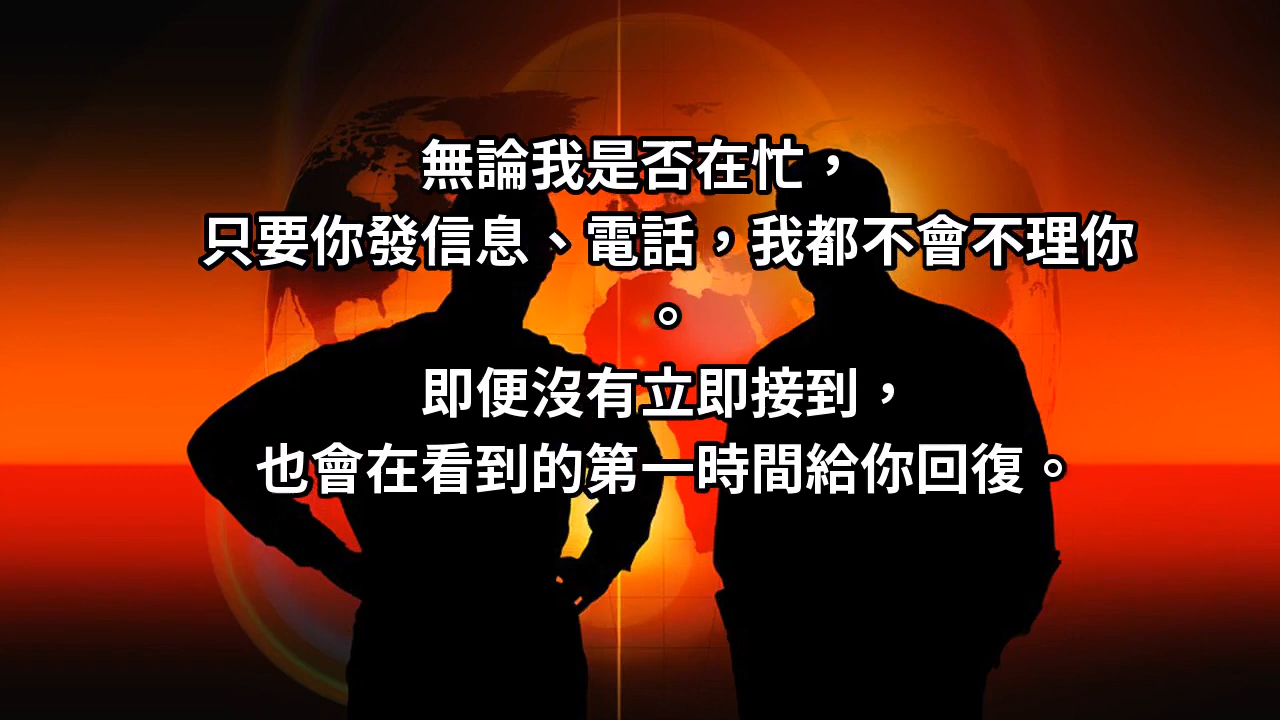 無論我是否在忙，
只要你發信息、電話，我都不會不理你
。
即便沒有立即接到，
也會在看到的第一時間給你回復。